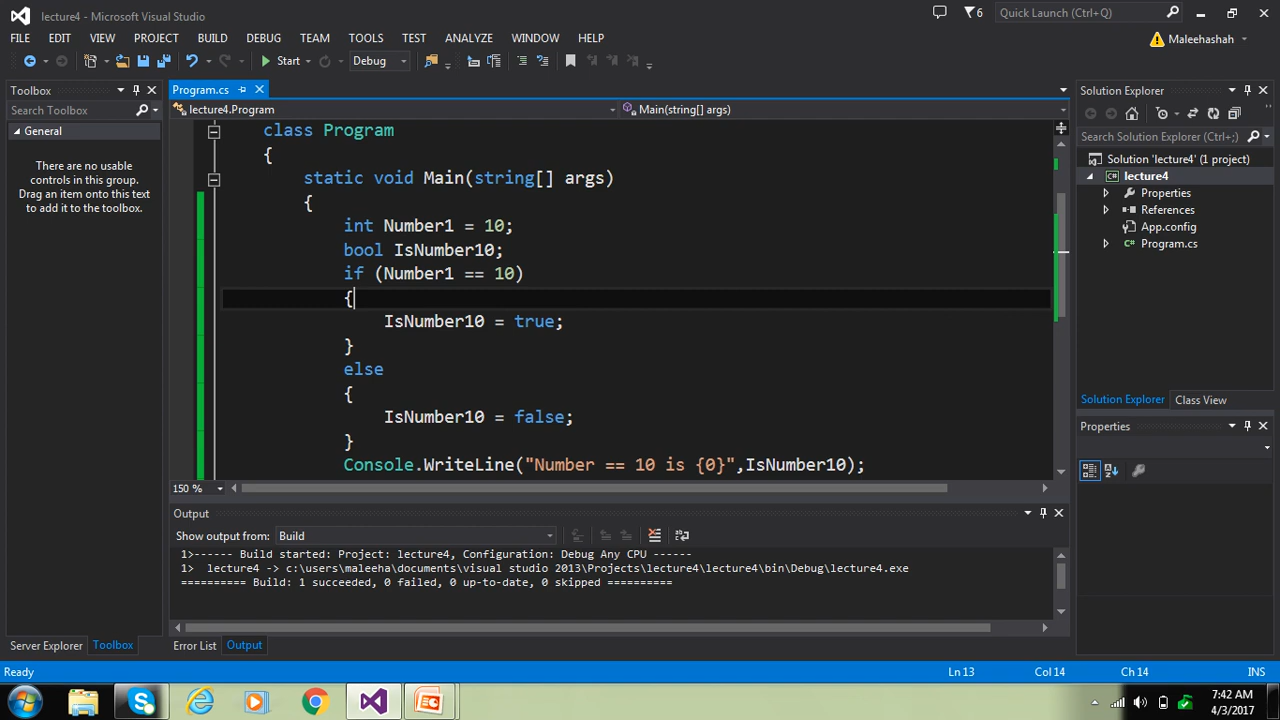 lecture4 - Microsoft Visual Studio
6
Quick Launch (Ctrl+Q)
FILE EDIT VIEW PROJECT BUILD DEBUG TEAM TOOLS TEST ANALYZE WINDOW HELP
Maleehashah
Start
Debug
Toolbox
Search Toolbox
General
There are no usable
controls in this group.
Drag an item onto this text
to add it to the toolbox.
Server Explorer Toolbox
Program.cs
lecture4.Program
Main(string[] args)
class Program
{
static void Main(string[] args)
{
int Number1 = 10;
bool IsNumber10;
if (Number1 == 10)
{
IsNumber10 = true;
}
else
{
IsNumber10 = false;
}
Console.WriteLine("Number == 10 is {0}",IsNumber10);
150 %
Output
Show output from: Build
1>------ Build started: Project: lecture4, Configuration: Debug Any CPU ------
1> lecture4 -> c:\users\maleeha\documents\visual studio 2013\Projects\lecture4\lecture4\bin\Debug\lecture4.exe
========== Build: 1 succeeded, 0 failed, 0 up-to-date, 0 skipped ==========
Error List Output
Solution Explorer
Search Solution Explorer (Ctrl+;)
Solution 'lecture4' (1 project)
C# lecture4
Properties
References
App.config
C# Program.cs
Solution Explorer Class View
Properties
Ready
Ln 13
Col 14
Ch 14
INS
7:42 AM
4/3/2017